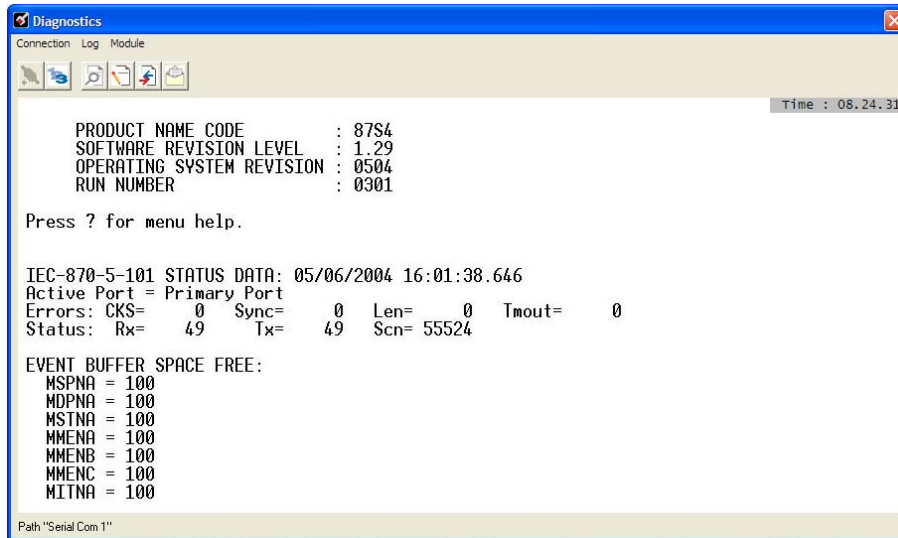 Diagnostics
Connection Log Module
Time : 08.24.31
PRODUCT NAME CODE : 87S4
SOFTWARE REVISION LEVEL : 1.29
OPERATING SYSTEM REVISION : 0504
RUN NUMBER : 0301
Press ? for menu help.
IEC-870-5-101 STATUS DATA: 05/06/2004 16:01:38.646
Active Port = Primary Port
Errors: CKS= 0 Sync= 0 Len= 0 Tmout= 0
Status: Rx= 49 Tx= 49 Scn= 55524
EVENT BUFFER SPACE FREE:
MSPNA = 100
MDPNA = 100
MSTNA = 100
MMENA = 100
MMENB = 100
MMENC = 100
MITNA = 100
Path "Serial Com 1"